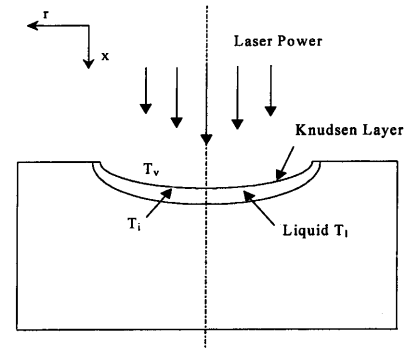 r
x
Laser Power
Knudsen Layer
Tv
Ti
Liquid Tl